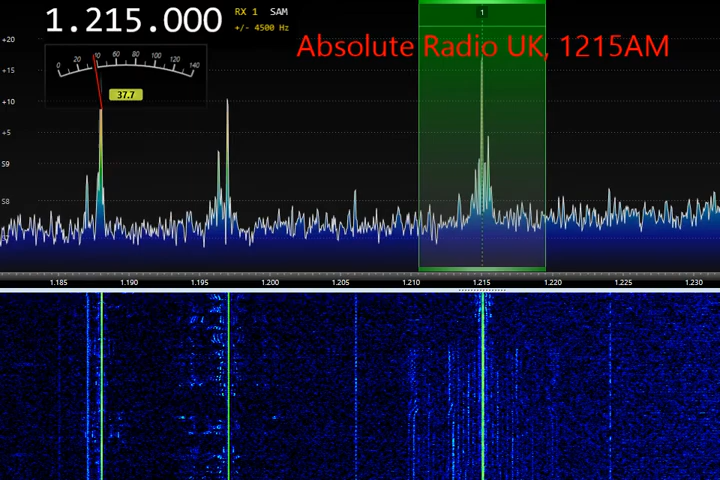 1.215.000
RX 1 SAM
+/- 4500 Hz
1
Absolute Radio UK, 1215AM
+20
+15
+10
+5
S9
S8
0 20 40 60 80 100 120 140
37.7
1.185 1.190 1.195 1.200 1.205 1.210 1.215 1.220 1.225 1.230